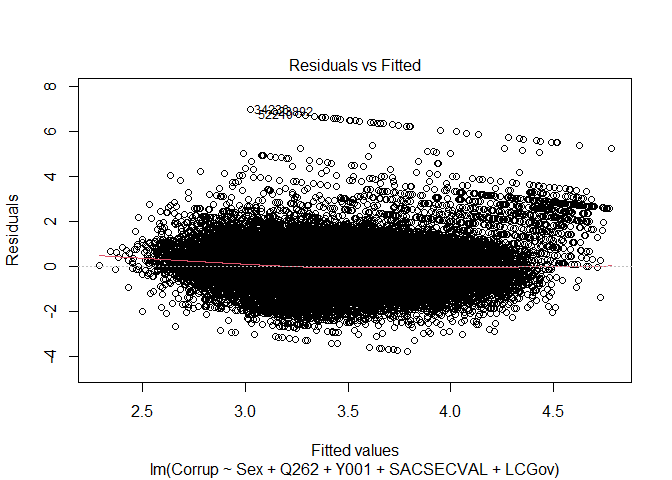 Residuals vs Fitted
Residuals
8
6
4
2
0
-2
-4
2.5 3.0 3.5 4.0 4.5
Fitted values
lm(Corrup ~ Sex + Q262 + Y001 + SACSECVAL + LCGov)